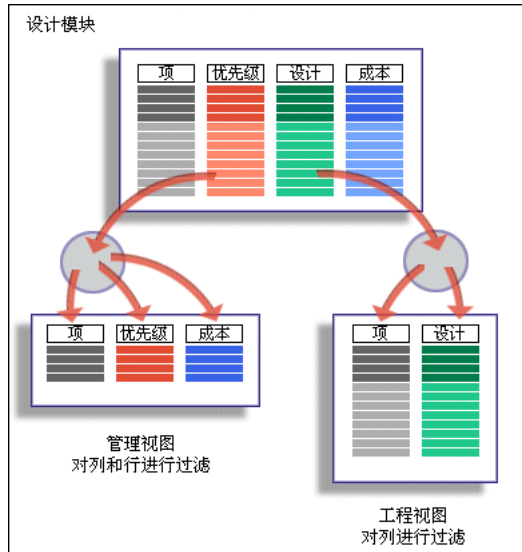 设计模块
项 优先级 设计 成本
项 优先级 成本
管理视图
对列和行进行过滤
项 设计
工程视图
对列进行过滤